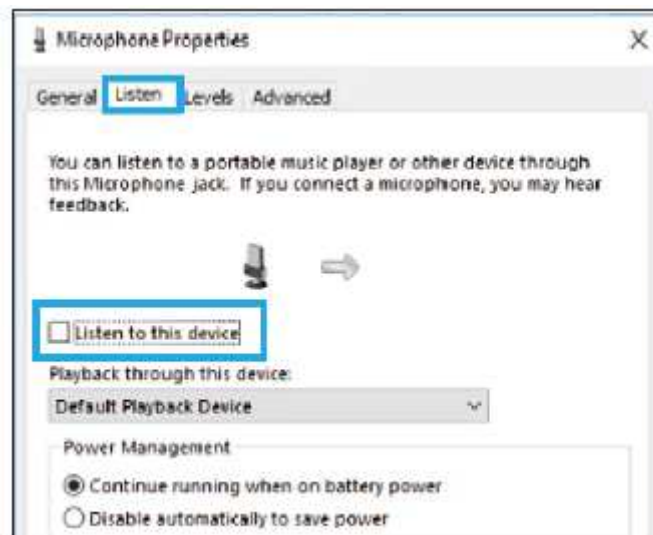 Microphone Properties
General Listen Levels Advanced
You can listen to a portable music player or other device through
this Microphone jack. If you connect a microphone, you may hear
feedback.
Listen to this device
Playback through this device:
Default Playback Device
Power Management
Continue running when on battery power
Disable automatically to save power